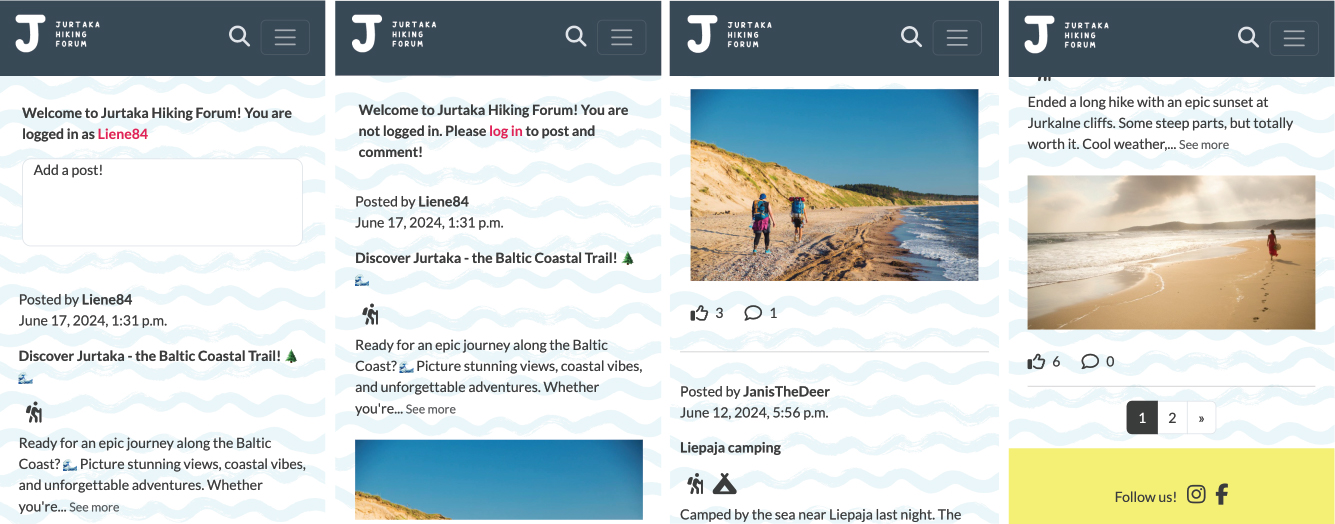 JURTAKA
HIKING
FORUM
Welcome to Jurtaka Hiking Forum! You are
logged in as Liene84
Add a post!
Posted by Liene84
June 17, 2024, 1:31 p.m.
Discover Jurtaka - the Baltic Coastal Trail! 🌲
🌊
Ready for an epic journey along the Baltic
Coast? 🌊 Picture stunning views, coastal vibes,
and unforgettable adventures. Whether
you're... See more
JURTAKA
HIKING
FORUM
Welcome to Jurtaka Hiking Forum! You are
not logged in. Please log in to post and
comment!
Posted by Liene84
June 17, 2024, 1:31 p.m.
Discover Jurtaka - the Baltic Coastal Trail! 🌲
🌊
Ready for an epic journey along the Baltic
Coast? 🌊 Picture stunning views, coastal vibes,
and unforgettable adventures. Whether
you're... See more
JURTAKA
HIKING
FORUM
3 1
Posted by JanisTheDeer
June 12, 2024, 5:56 p.m.
Liepaja camping
Camped by the sea near Liepaja last night. The
JURTAKA
HIKING
FORUM
Ended a long hike with an epic sunset at
Jurkalne cliffs. Some steep parts, but totally
worth it. Cool weather,... See more
6 0
1 2 »
Follow us!